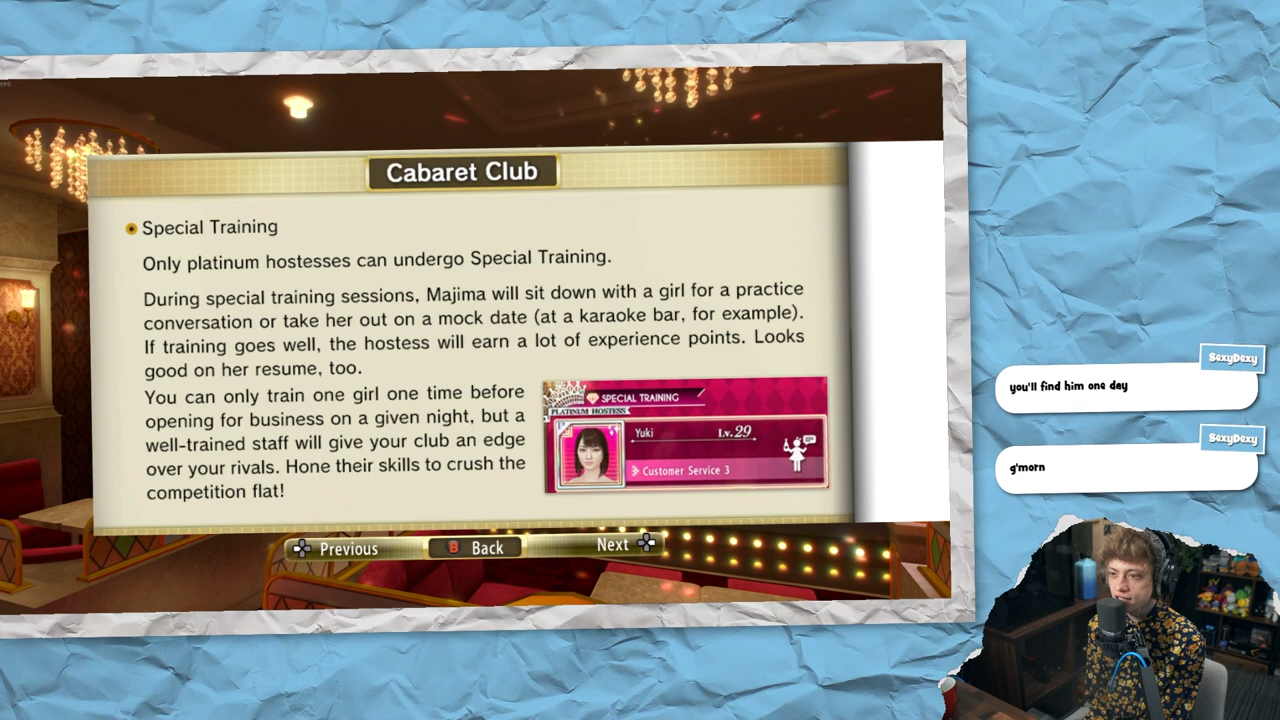 Cabaret Club
Special Training
Only platinum hostesses can undergo Special Training.
During special training sessions, Majima will sit down with a girl for a practice
conversation or take her out on a mock date (at a karaoke bar, for example).
If training goes well, the hostess will earn a lot of experience points. Looks
good on her resume, too.
You can only train one girl one time before
opening for business on a given night, but a
well-trained staff will give your club an edge
over your rivals. Hone their skills to crush the
competition flat!
SPECIAL TRAINING
PLATINUM HOSTESS
Yuki Lv.29
Customer Service 3
Previous
B Back
Next
SexyDexy
you'll find him one day
SexyDexy
g'morn